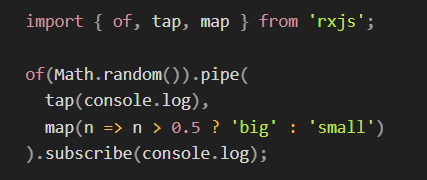 import { of, tap, map } from 'rxjs';
of(Math.random()).pipe(
  tap(console.log),
  map(n => n > 0.5 ? 'big' : 'small')
).subscribe(console.log);